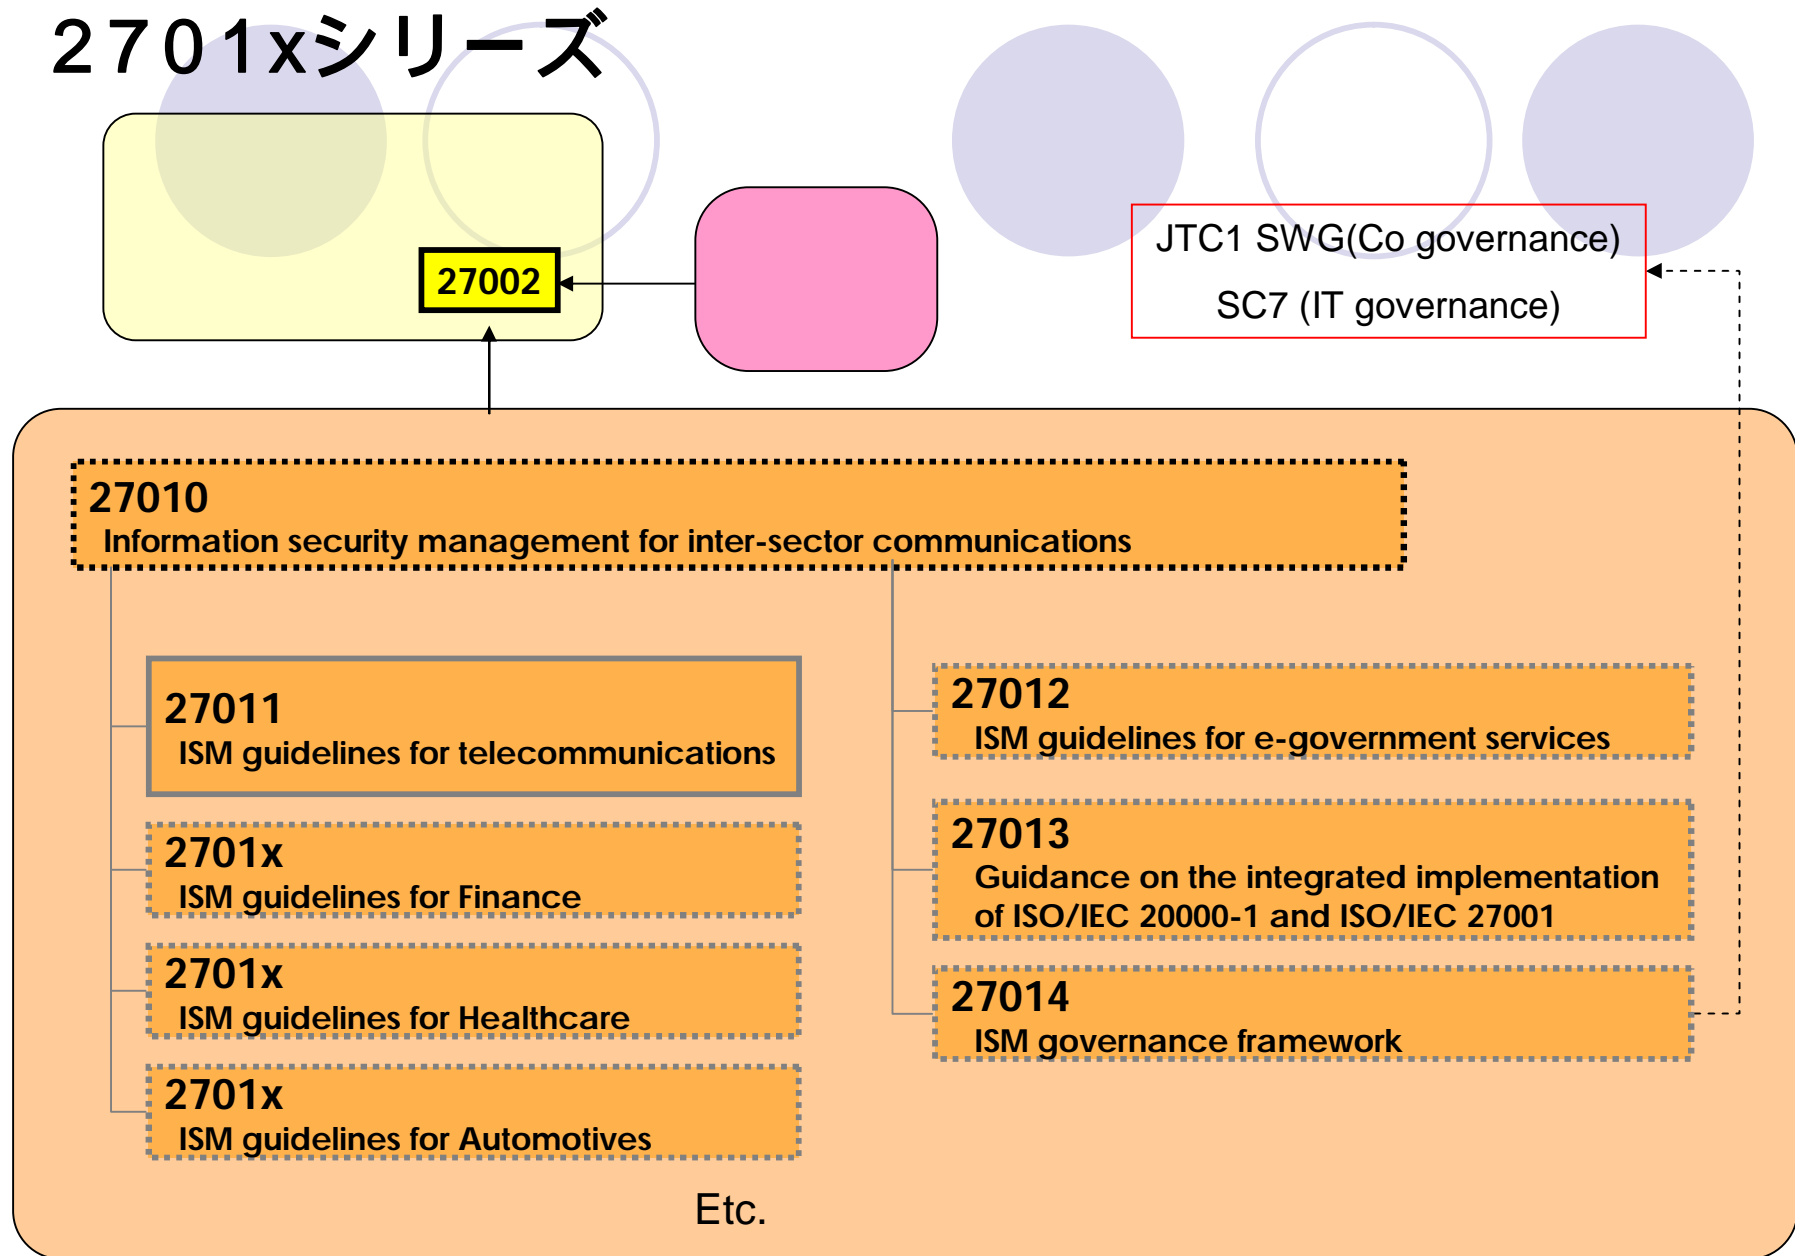 2701xシリーズ
27002
JTC1 SWG(Co governance)
SC7 (IT governance)
27010
Information security management for inter-sector communications
27011
ISM guidelines for telecommunications
2701x
ISM guidelines for Finance
2701x
ISM guidelines for Healthcare
2701x
ISM guidelines for Automotives
27012
ISM guidelines for e-government services
27013
Guidance on the integrated implementation
of ISO/IEC 20000-1 and ISO/IEC 27001
27014
ISM governance framework
Etc.